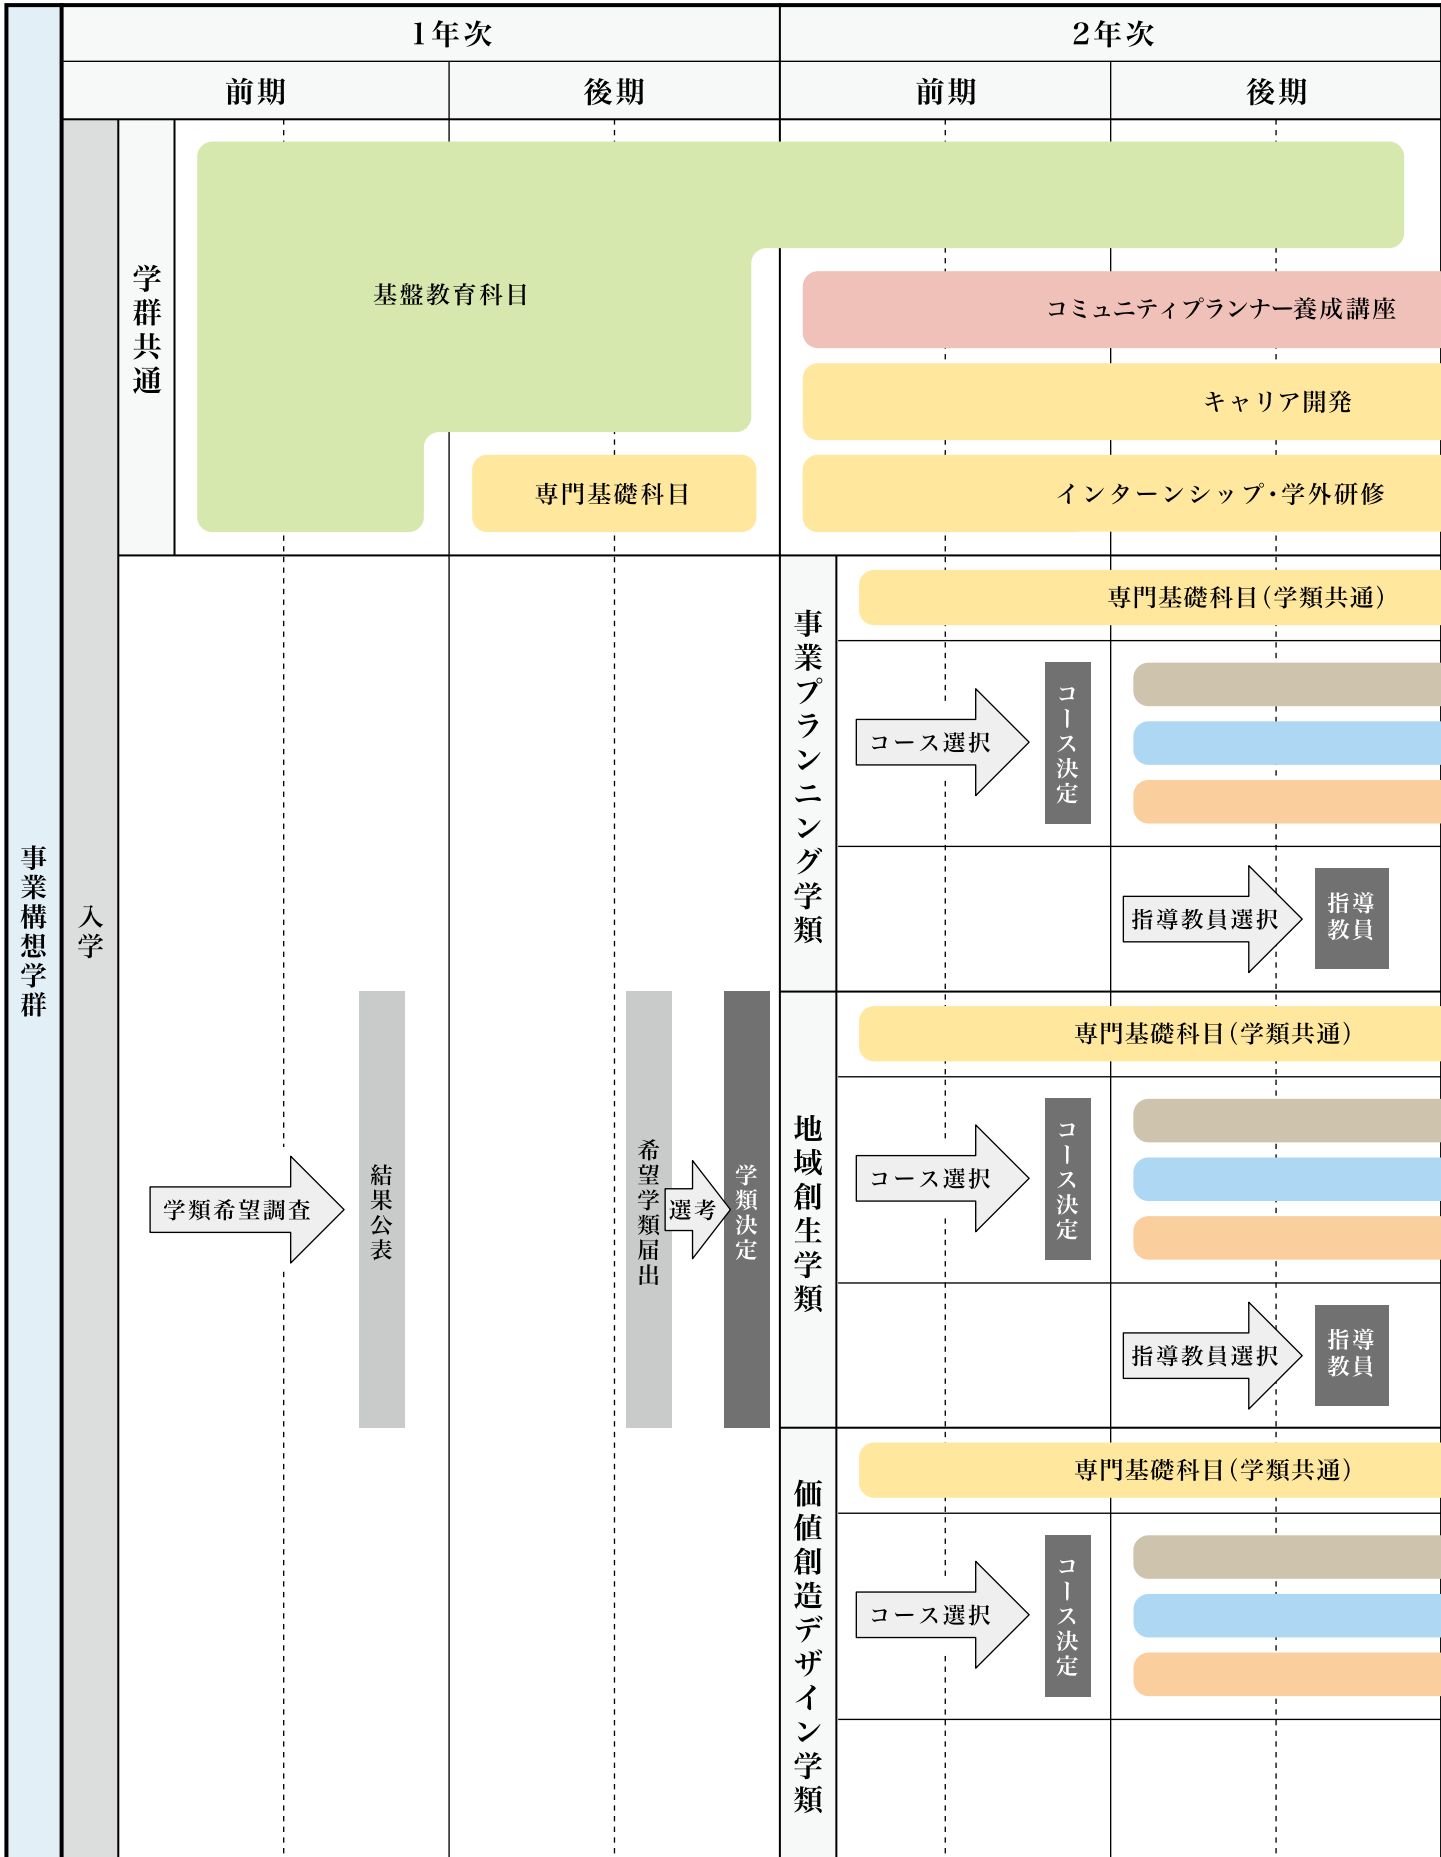 1年次
2年次
前期
後期
前期
後期
事業構想学群
入学
学群共通
基盤教育科目
コミュニティプランナー養成講座
キャリア開発
専門基礎科目
インターンシップ・学外研修
学類希望調査
結果公表
希望学類届出
選考
学類決定
事業プランニング学類
専門基礎科目(学類共通)
コース選択
コース決定
指導教員選択
指導
教員
地域創生学類
専門基礎科目(学類共通)
コース選択
コース決定
指導教員選択
指導
教員
価値創造デザイン学類
専門基礎科目(学類共通)
コース選択
コース決定